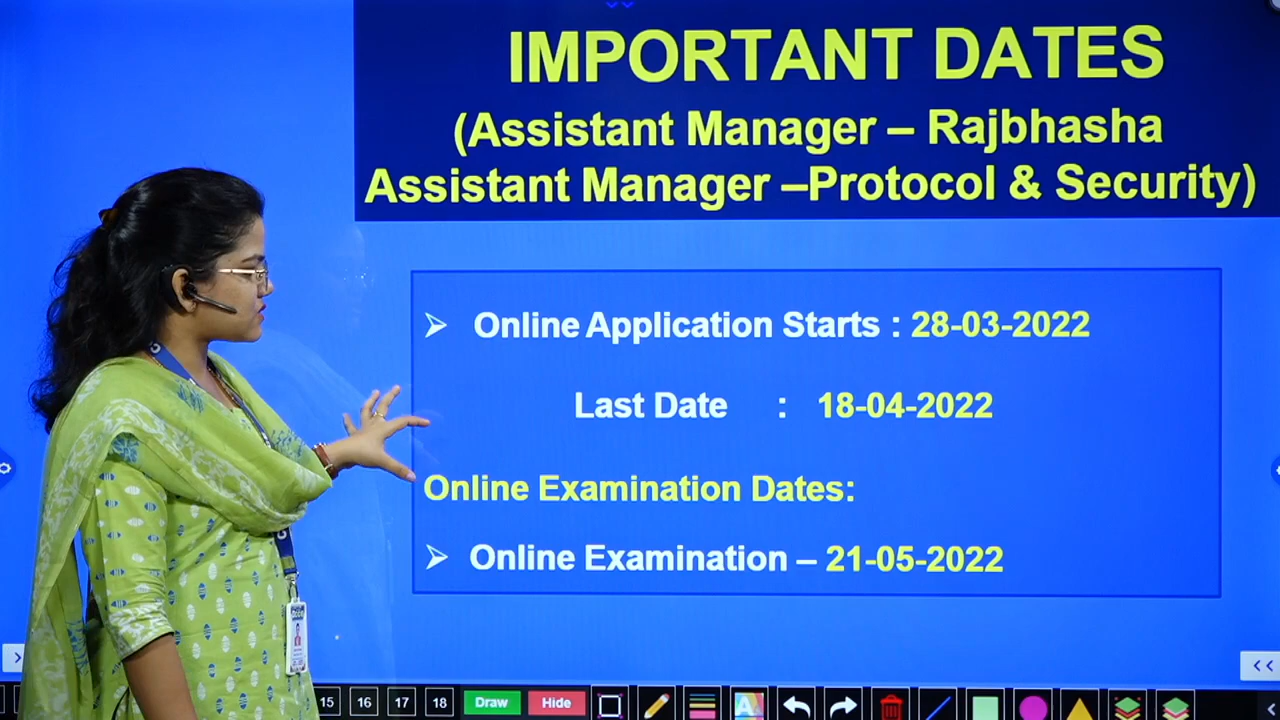 IMPORTANT DATES
(Assistant Manager – Rajbhasha
Assistant Manager –Protocol & Security)
➢ Online Application Starts : 28-03-2022
Last Date : 18-04-2022
Online Examination Dates:
➢ Online Examination – 21-05-2022
15 16 17 18 Draw Hide A